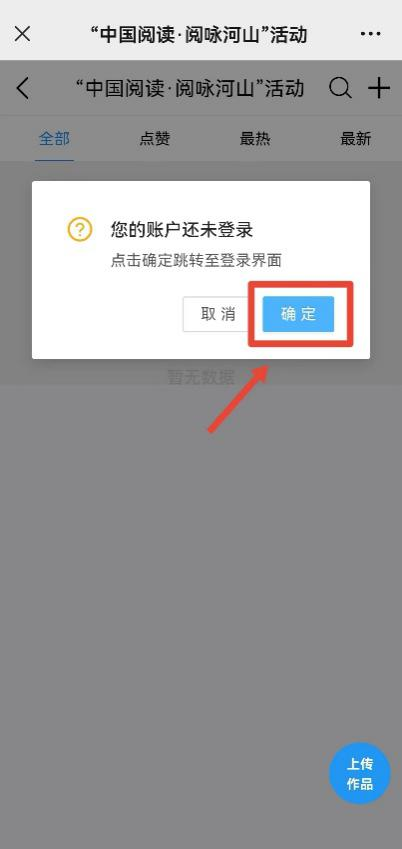 “中国阅读·阅咏河山”活动
“中国阅读·阅咏河山”活动
全部 点赞 最热 最新
您的账户还未登录
点击确定跳转至登录界面
取 消 确 定
暂无数据
上传
作品